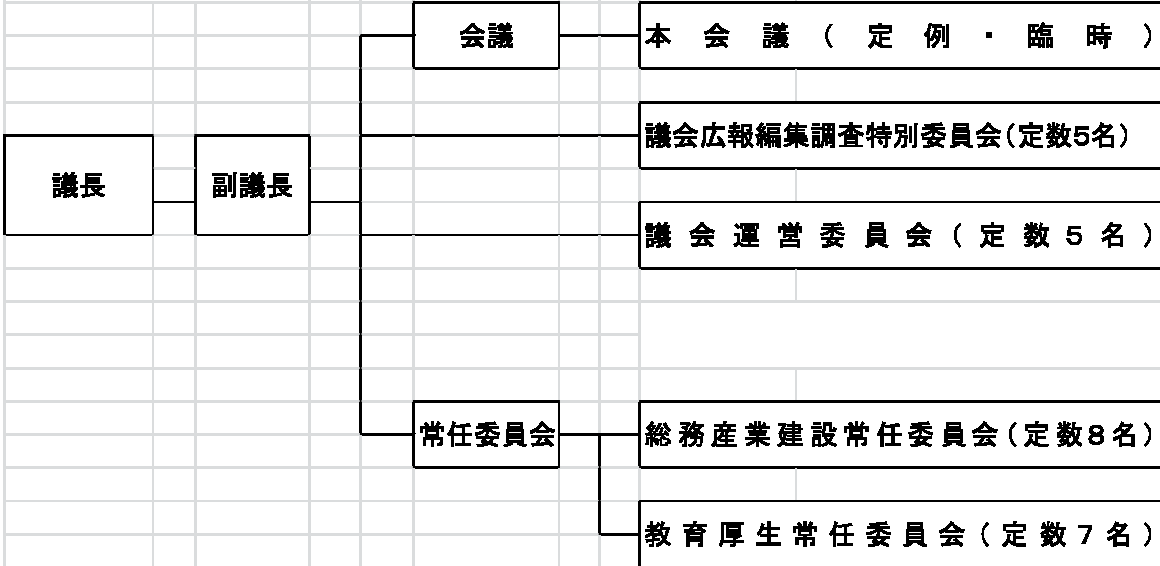 会議
本会議(定例・臨時)
議会広報編集調査特別委員会(定数5名)
議長
副議長
議会運営委員会(定数5名)
常任委員会
総務産業建設常任委員会(定数8名)
教育厚生常任委員会(定数7名)